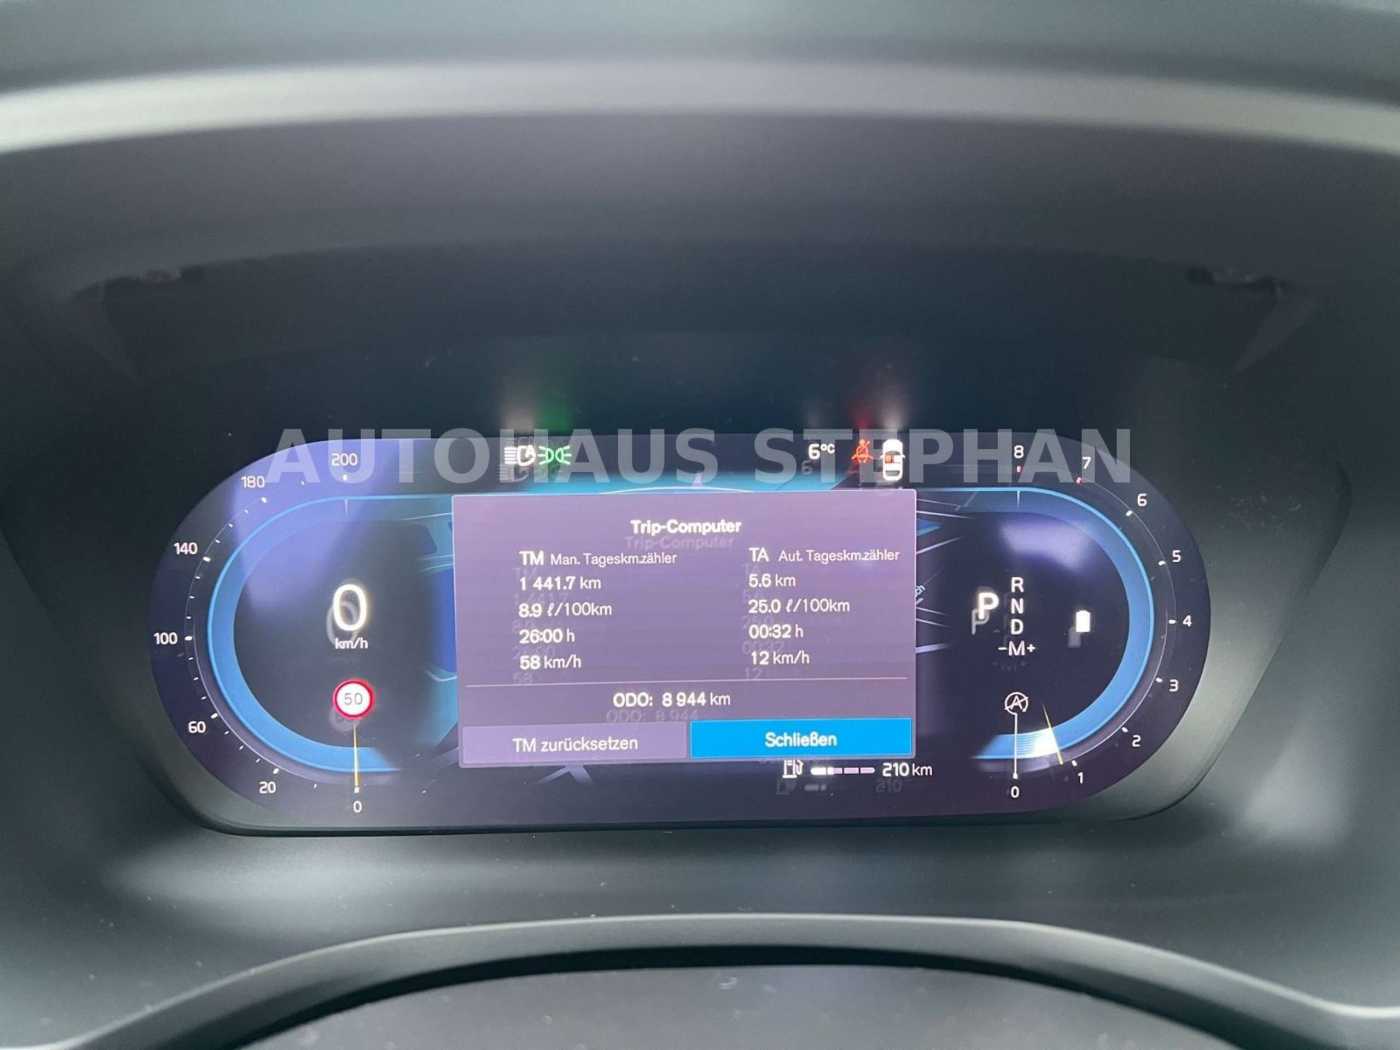 AUTOHAUS STEPHAN
200
180
140
100
60
20
0
0
km/h
50
6°C
Trip-Computer
TM Man. Tageskm.zähler
1 441.7 km
8.9 ℓ/100km
26:00 h
58 km/h
TA Aut. Tageskm.zähler
5.6 km
25.0 ℓ/100km
00:32 h
12 km/h
ODO: 8 944 km
TM zurücksetzen
Schließen
210 km
P
R
N
D
-M+
A
8
7
6
5
4
3
2
1
0